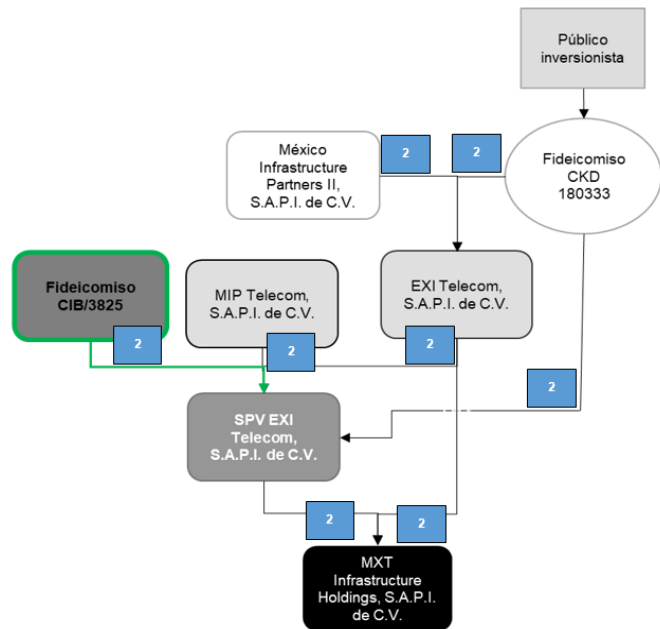 Público
inversionista
2
2
México
Infrastructure
Partners II,
S.A.P.I. de C.V.
Fideicomiso
CKD
180333
Fideicomiso
CIB/3825
MIP Telecom,
S.A.P.I. de C.V.
EXI Telecom,
S.A.P.I. de C.V.
2
2
2
2
SPV EXI
Telecom,
S.A.P.I. de C.V.
2
2
MXT
Infrastructure
Holdings, S.A.P.I.
de C.V.